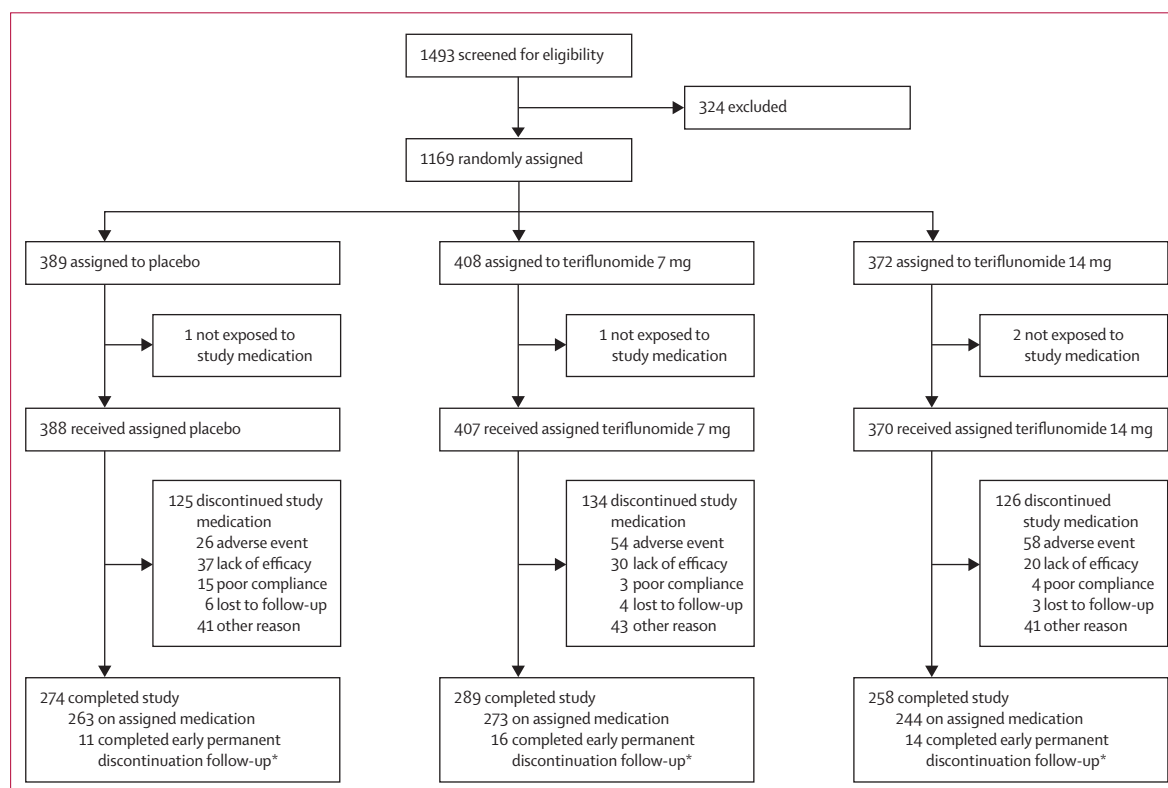 1493 screened for eligibility
324 excluded
1169 randomly assigned
389 assigned to placebo
408 assigned to teriflunomide 7 mg
372 assigned to teriflunomide 14 mg
1 not exposed to
study medication
1 not exposed to
study medication
2 not exposed to
study medication
388 received assigned placebo
407 received assigned teriflunomide 7 mg
370 received assigned teriflunomide 14 mg
125 discontinued study
medication
26 adverse event
37 lack of efficacy
15 poor compliance
6 lost to follow-up
41 other reason
134 discontinued study
medication
54 adverse event
30 lack of efficacy
3 poor compliance
4 lost to follow-up
43 other reason
126 discontinued
study medication
58 adverse event
20 lack of efficacy
4 poor compliance
3 lost to follow-up
41 other reason
274 completed study
263 on assigned medication
11 completed early permanent
discontinuation follow-up*
289 completed study
273 on assigned medication
16 completed early permanent
discontinuation follow-up*
258 completed study
244 on assigned medication
14 completed early permanent
discontinuation follow-up*